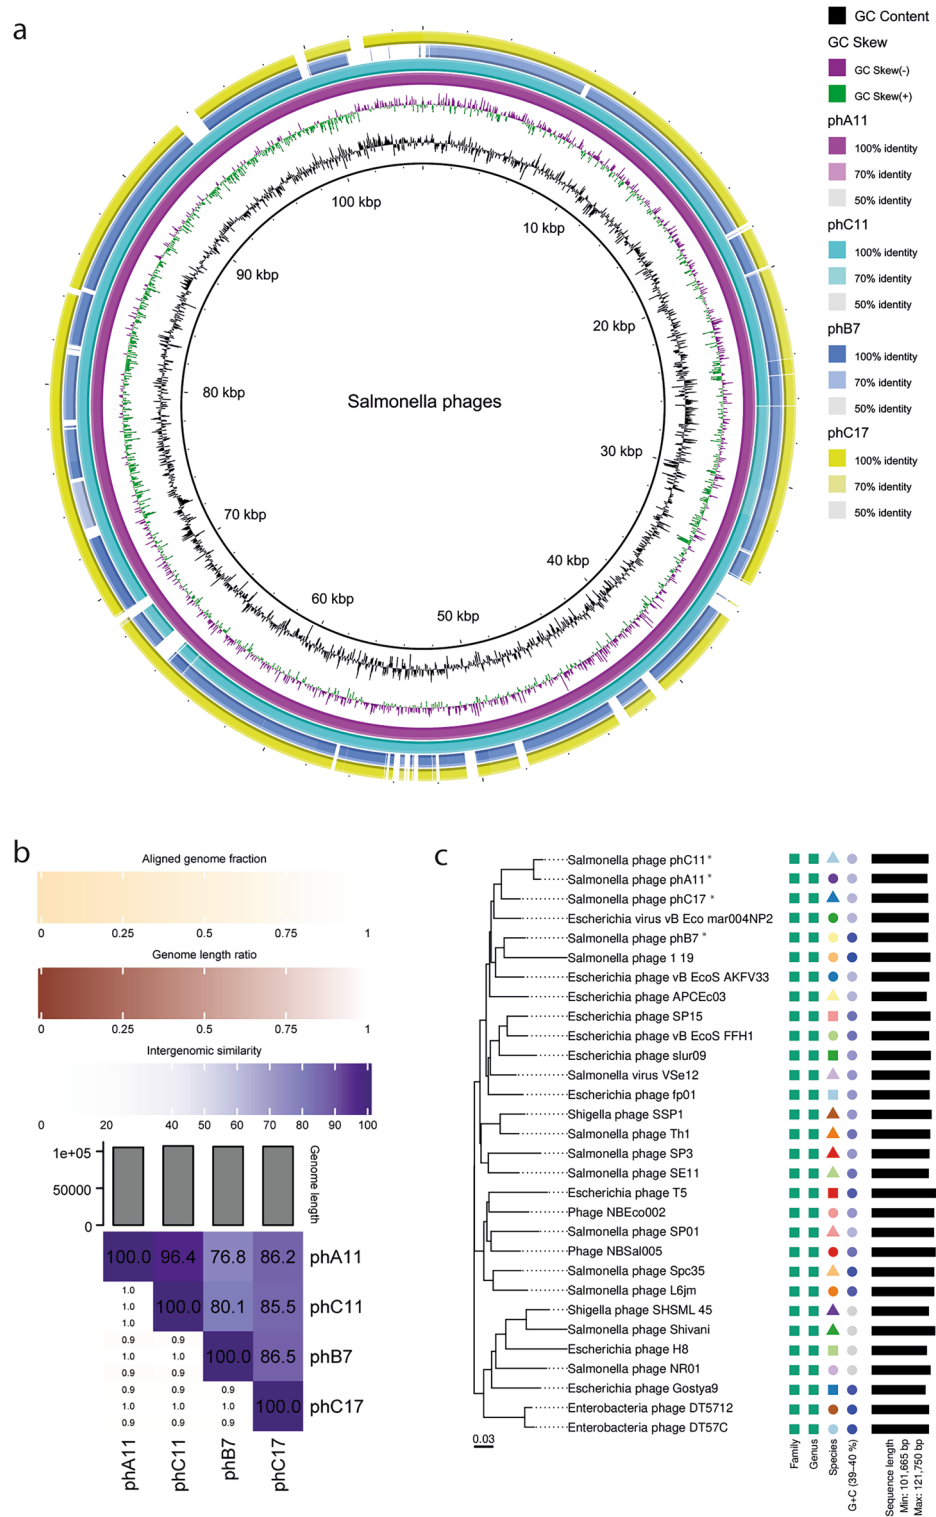 a
GC Content
GC Skew
GC Skew(-)
GC Skew(+)
phA11
100% identity
70% identity
50% identity
phC11
100% identity
70% identity
50% identity
phB7
100% identity
70% identity
50% identity
phC17
100% identity
70% identity
50% identity
100 kbp
10 kbp
90 kbp
20 kbp
80 kbp
Salmonella phages
30 kbp
70 kbp
40 kbp
60 kbp
50 kbp
b
Aligned genome fraction
0 0.25 0.5 0.75 1
Genome length ratio
0 0.25 0.5 0.75 1
Intergenomic similarity
0 20 40 60 70 80 90 100
1e+05
50000
0
Genome length
100.0 96.4 76.8 86.2 phA11
1.0
1.0
1.0
100.0 80.1 85.5 phC11
0.9 0.9
1.0 1.0
0.9 0.9
100.0 86.5 phB7
0.9 0.9 0.9
1.0 1.0 1.0
0.9 0.9 0.9
100.0 phC17
phA11 phC11 phB7 phC17
c
Salmonella phage phC11 *
Salmonella phage phA11 *
Salmonella phage phC17 *
Escherichia virus vB Eco mar004NP2
Salmonella phage phB7 *
Salmonella phage 1 19
Escherichia phage vB EcoS AKFV33
Escherichia phage APCEc03
Escherichia phage SP15
Escherichia phage vB EcoS FFH1
Escherichia phage slur09
Salmonella virus VSe12
Escherichia phage fp01
Shigella phage SSP1
Salmonella phage Th1
Salmonella phage SP3
Salmonella phage SE11
Escherichia phage T5
Phage NBEco002
Salmonella phage SP01
Phage NBSal005
Salmonella phage Spc35
Salmonella phage L6jm
Shigella phage SHSML 45
Salmonella phage Shivani
Escherichia phage H8
Salmonella phage NR01
Escherichia phage Gostya9
Enterobacteria phage DT5712
Enterobacteria phage DT57C
0.03
Family
Genus
Species
G+C (39–40 %)
Sequence length
Min: 101,665 bp
Max: 121,750 bp